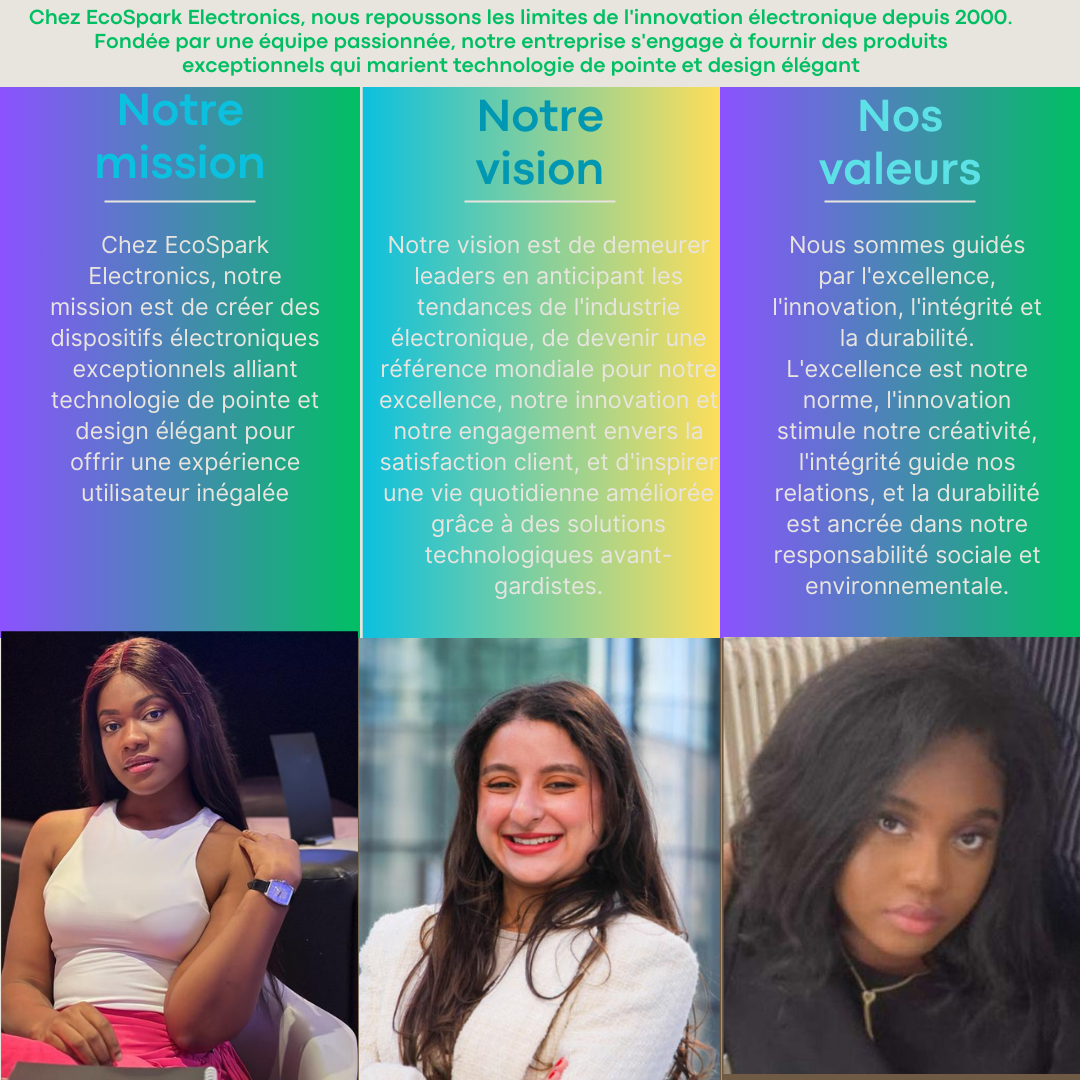 Chez EcoSpark Electronics, nous repoussons les limites de l'innovation électronique depuis 2000.
Fondée par une équipe passionnée, notre entreprise s'engage à fournir des produits
exceptionnels qui marient technologie de pointe et design élégant
Notre
mission
Chez EcoSpark
Electronics, notre
mission est de créer des
dispositifs électroniques
exceptionnels alliant
technologie de pointe et
design élégant pour
offrir une expérience
utilisateur inégalée
Notre
vision
Notre vision est de demeurer
leaders en anticipant les
tendances de l'industrie
électronique, de devenir une
référence mondiale pour notre
excellence, notre innovation et
notre engagement envers la
satisfaction client, et d'inspirer
une vie quotidienne améliorée
grâce à des solutions
technologiques avant-
gardistes.
Nos
valeurs
Nous sommes guidés
par l'excellence,
l'innovation, l'intégrité et
la durabilité.
L'excellence est notre
norme, l'innovation
stimule notre créativité,
l'intégrité guide nos
relations, et la durabilité
est ancrée dans notre
responsabilité sociale et
environnementale.